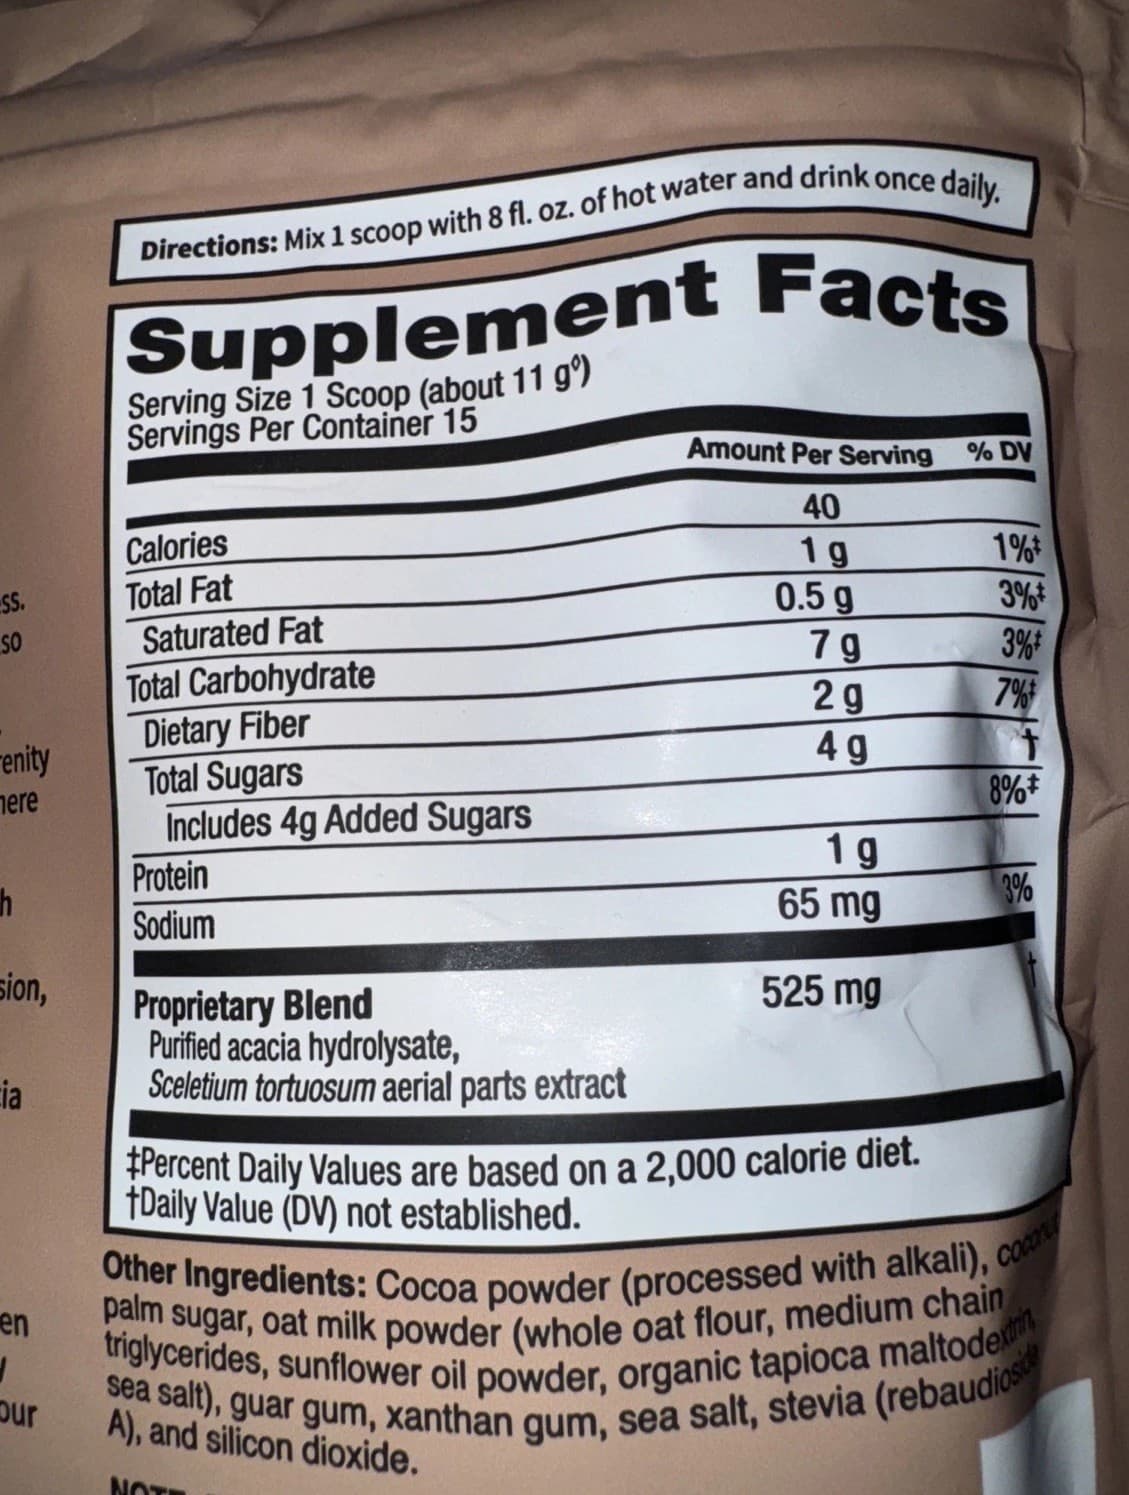 Directions: Mix 1 scoop with 8 fl. oz. of hot water and drink once daily.
Supplement Facts
Serving Size 1 Scoop (about 11 g◊)
Servings Per Container 15
Amount Per Serving % DV
Calories 40
Total Fat 1 g 1%‡
Saturated Fat 0.5 g 3%‡
Total Carbohydrate 7 g 3%‡
Dietary Fiber 2 g 7%‡
Total Sugars 4 g †
Includes 4g Added Sugars 8%‡
Protein 1 g
Sodium 65 mg 3%
Proprietary Blend 525 mg †
Purified acacia hydrolysate,
Sceletium tortuosum aerial parts extract
‡Percent Daily Values are based on a 2,000 calorie diet.
†Daily Value (DV) not established.
Other Ingredients: Cocoa powder (processed with alkali), coconut
palm sugar, oat milk powder (whole oat flour, medium chain
triglycerides, sunflower oil powder, organic tapioca maltodextrin,
sea salt), guar gum, xanthan gum, sea salt, stevia (rebaudioside
A), and silicon dioxide.